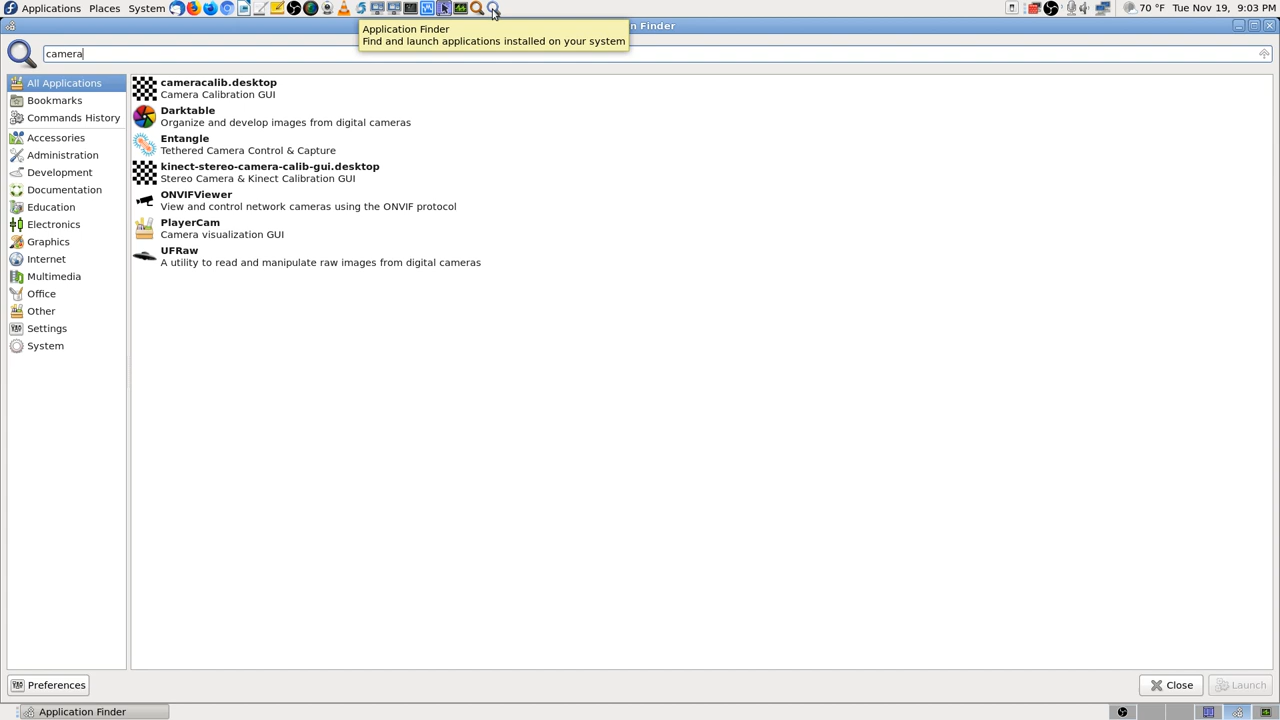 Applications Places System 70 °F Tue Nov 19, 9:03 PM
Application Finder
Find and launch applications installed on your system
n Finder
camera
All Applications
Bookmarks
Commands History
Accessories
Administration
Development
Documentation
Education
Electronics
Graphics
Internet
Multimedia
Office
Other
Settings
System
cameracalib.desktop
Camera Calibration GUI
Darktable
Organize and develop images from digital cameras
Entangle
Tethered Camera Control & Capture
kinect-stereo-camera-calib-gui.desktop
Stereo Camera & Kinect Calibration GUI
ONVIFViewer
View and control network cameras using the ONVIF protocol
PlayerCam
Camera visualization GUI
UFRaw
A utility to read and manipulate raw images from digital cameras
Preferences
Close
Launch
Application Finder